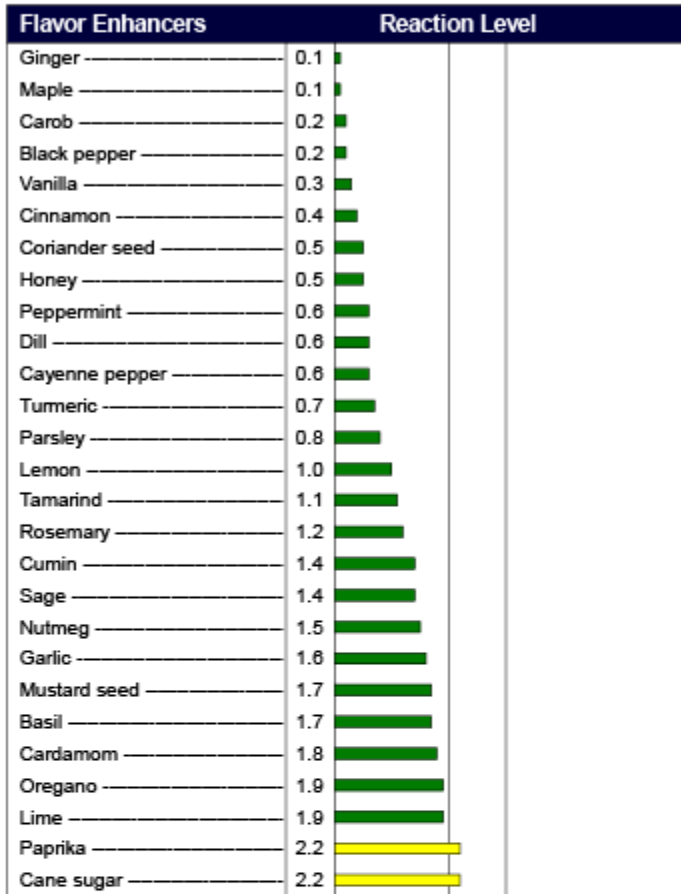 Flavor Enhancers Reaction Level
Ginger 0.1
Maple 0.1
Carob 0.2
Black pepper 0.2
Vanilla 0.3
Cinnamon 0.4
Coriander seed 0.5
Honey 0.5
Peppermint 0.6
Dill 0.6
Cayenne pepper 0.6
Turmeric 0.7
Parsley 0.8
Lemon 1.0
Tamarind 1.1
Rosemary 1.2
Cumin 1.4
Sage 1.4
Nutmeg 1.5
Garlic 1.6
Mustard seed 1.7
Basil 1.7
Cardamom 1.8
Oregano 1.9
Lime 1.9
Paprika 2.2
Cane sugar 2.2